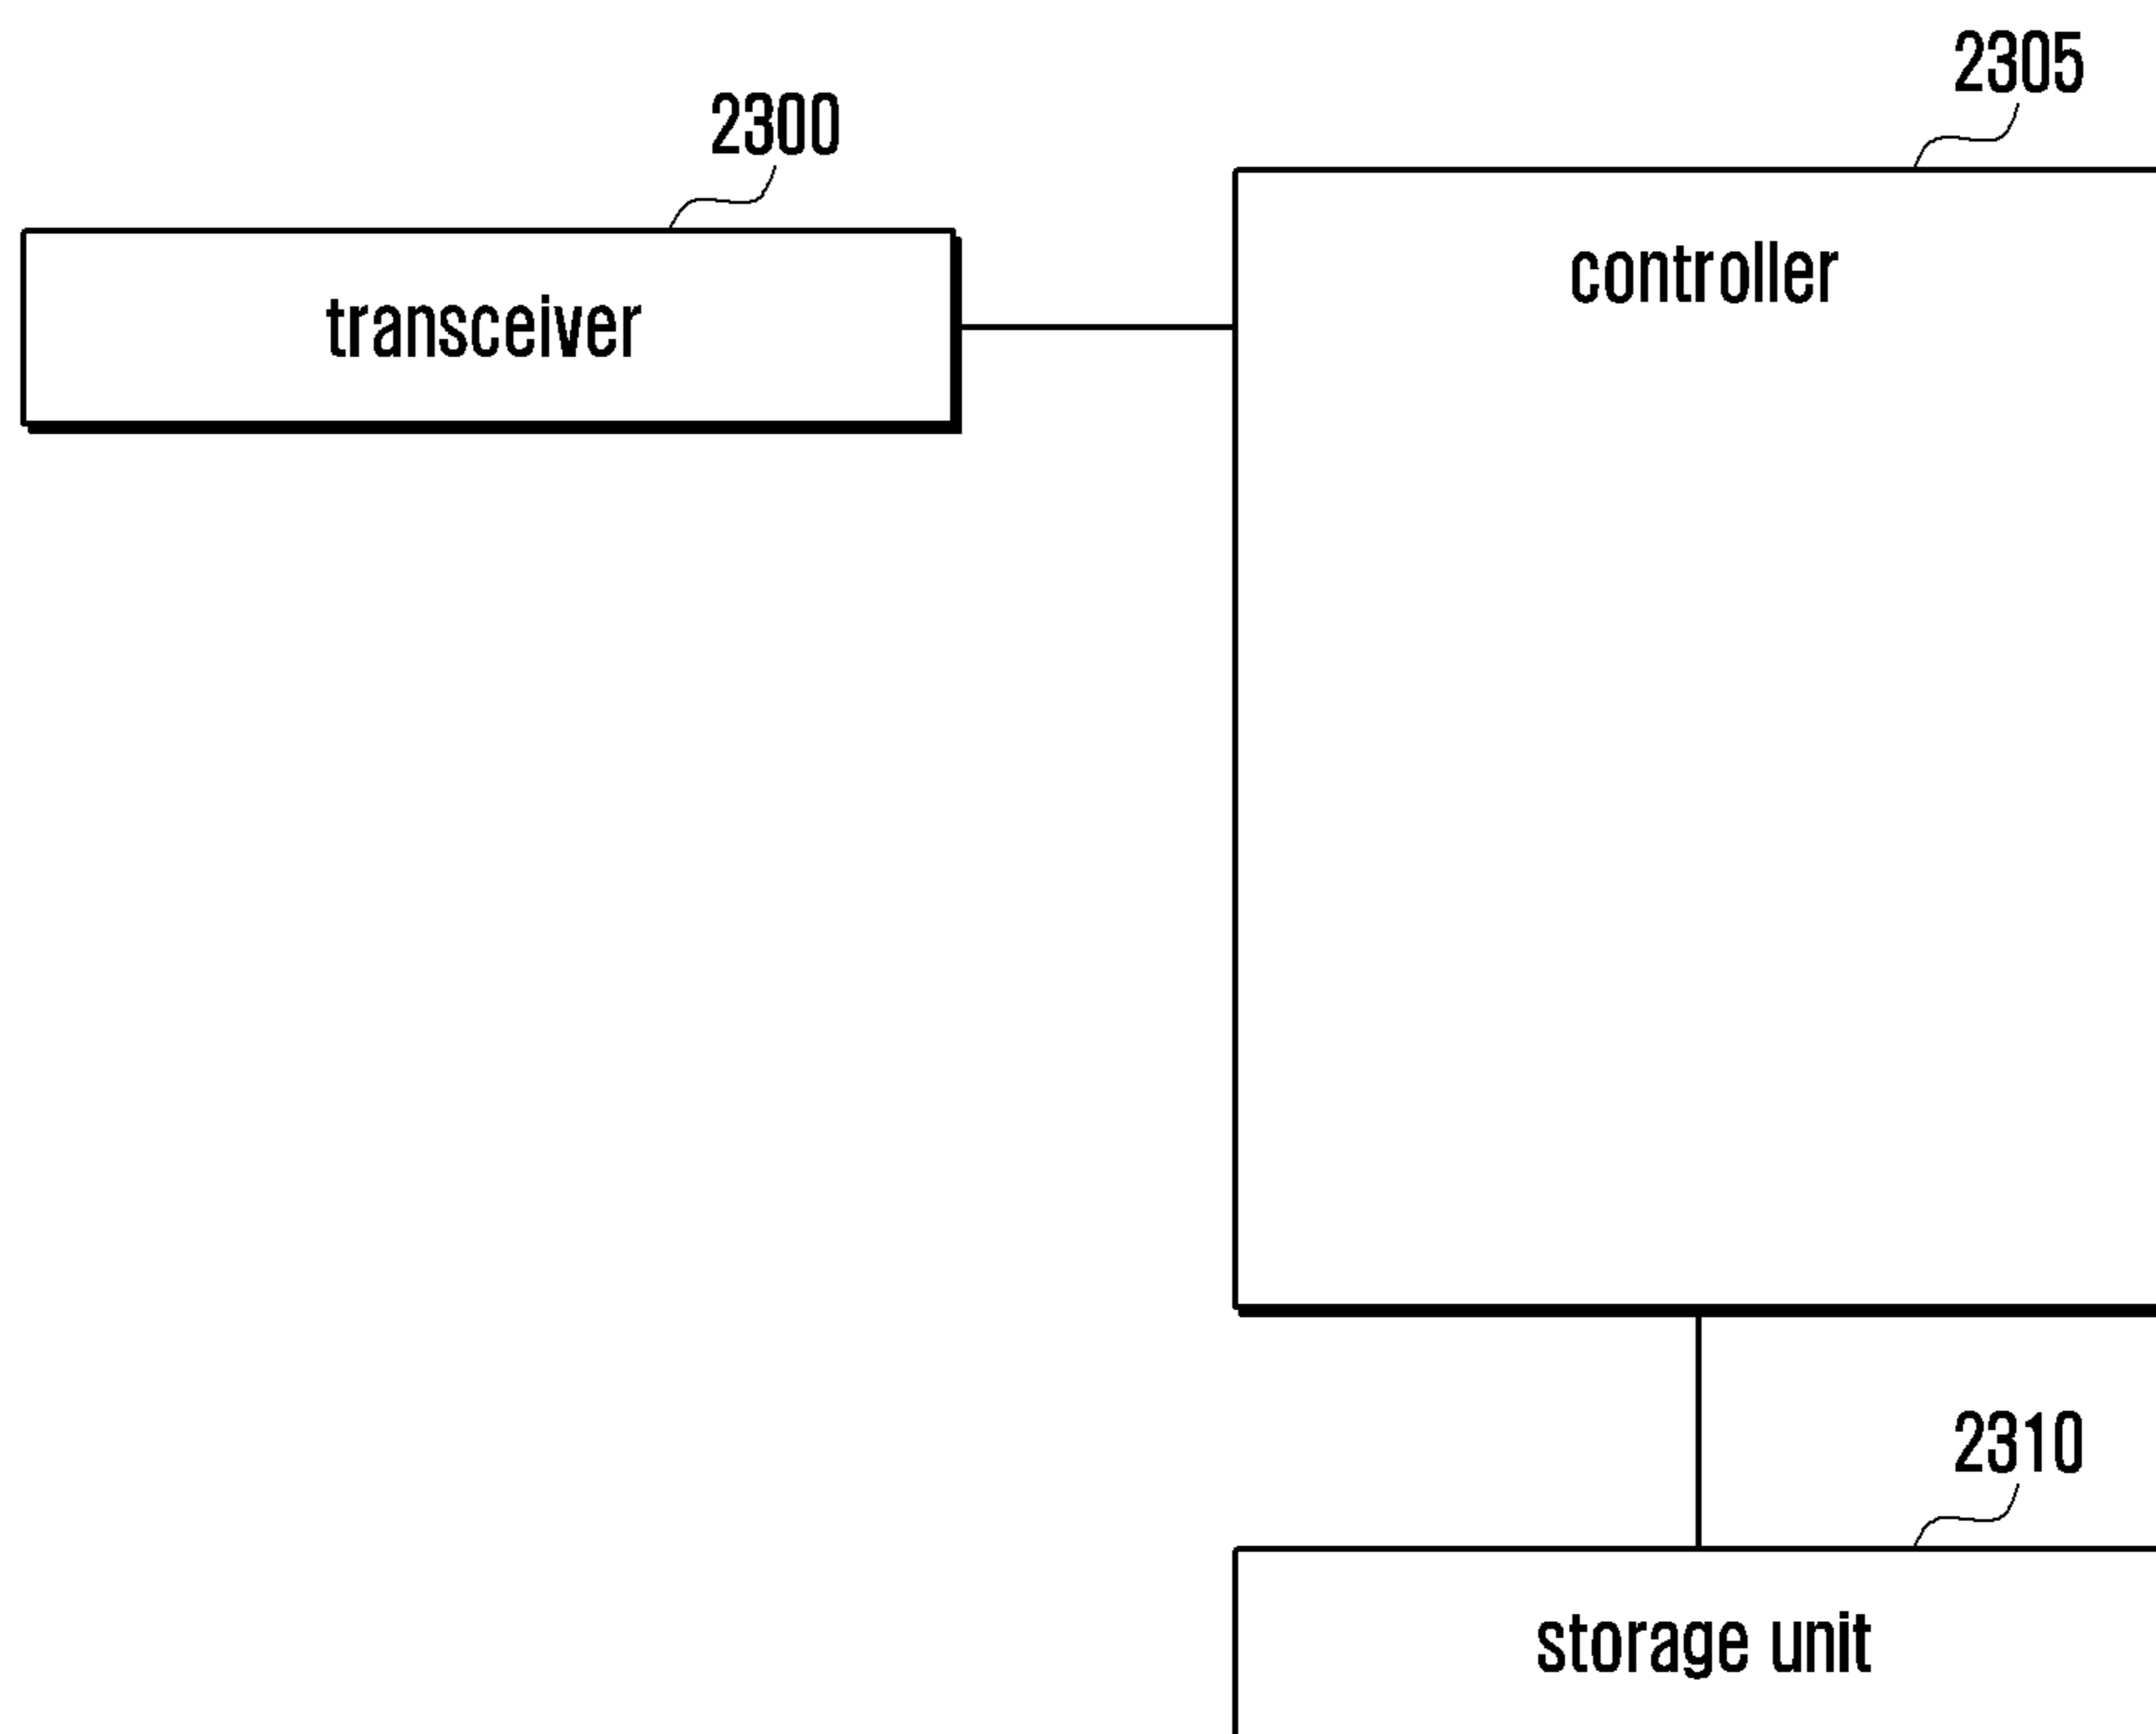 2305
2300
controller
transceiver
2310
storage unit